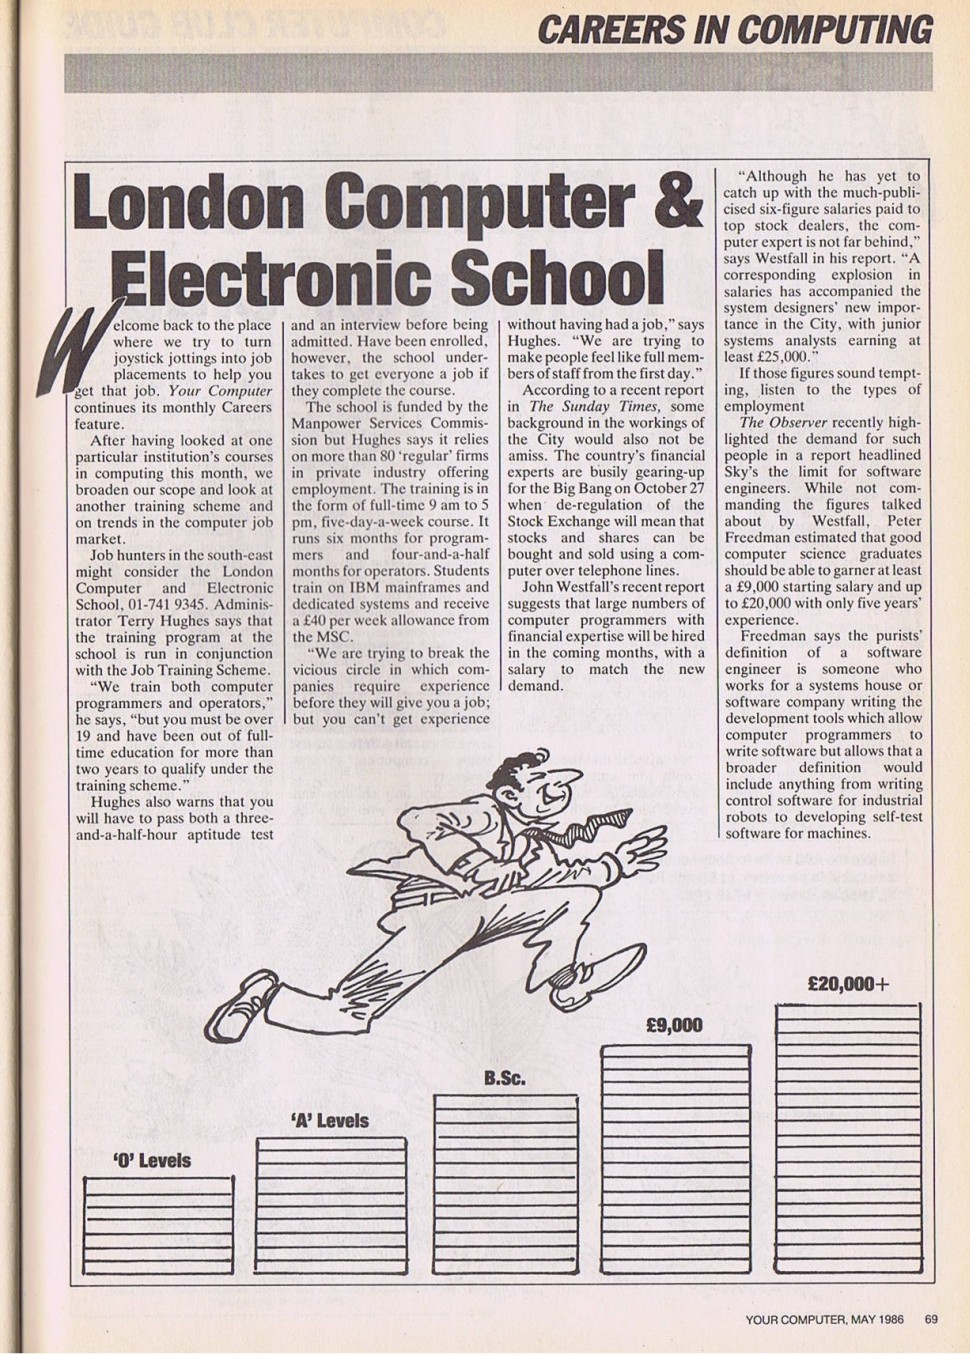 CAREERS IN COMPUTING
London Computer &
Electronic School
Welcome back to the place
where we try to turn
joystick jottings into job
placements to help you
get that job. Your Computer
continues its monthly Careers
feature.
After having looked at one
particular institution's courses
in computing this month, we
broaden our scope and look at
another training scheme and
on trends in the computer job
market.
Job hunters in the south-east
might consider the London
Computer and Electronic
School, 01-741 9345. Adminis-
trator Terry Hughes says that
the training program at the
school is run in conjunction
with the Job Training Scheme.
"We train both computer
programmers and operators,"
he says, "but you must be over
19 and have been out of full-
time education for more than
two years to qualify under the
training scheme."
Hughes also warns that you
will have to pass both a three-
and-a-half-hour aptitude test
and an interview before being
admitted. Have been enrolled,
however, the school under-
takes to get everyone a job if
they complete the course.
The school is funded by the
Manpower Services Commis-
sion but Hughes says it relies
on more than 80 'regular' firms
in private industry offering
employment. The training is in
the form of full-time 9 am to 5
pm, five-day-a-week course. It
runs six months for program-
mers and four-and-a-half
months for operators. Students
train on IBM mainframes and
dedicated systems and receive
a £40 per week allowance from
the MSC.
"We are trying to break the
vicious circle in which com-
panies require experience
before they will give you a job;
but you can't get experience
without having had a job," says
Hughes. "We are trying to
make people feel like full mem-
bers of staff from the first day."
According to a recent report
in The Sunday Times, some
background in the workings of
the City would also not be
amiss. The country's financial
experts are busily gearing-up
for the Big Bang on October 27
when de-regulation of the
Stock Exchange will mean that
stocks and shares can be
bought and sold using a com-
puter over telephone lines.
John Westfall's recent report
suggests that large numbers of
computer programmers with
financial expertise will be hired
in the coming months, with a
salary to match the new
demand.
"Although he has yet to
catch up with the much-publi-
cised six-figure salaries paid to
top stock dealers, the com-
puter expert is not far behind,"
says Westfall in his report. "A
corresponding explosion in
salaries has accompanied the
system designers' new impor-
tance in the City, with junior
systems analysts earning at
least £25,000."
If those figures sound tempt-
ing, listen to the types of
employment
The Observer recently high-
lighted the demand for such
people in a report headlined
Sky's the limit for software
engineers. While not com-
manding the figures talked
about by Westfall, Peter
Freedman estimated that good
computer science graduates
should be able to garner at least
a £9,000 starting salary and up
to £20,000 with only five years'
experience.
Freedman says the purists'
definition of a software
engineer is someone who
works for a systems house or
software company writing the
development tools which allow
computer programmers to
write software but allows that a
broader definition would
include anything from writing
control software for industrial
robots to developing self-test
software for machines.
'O' Levels
'A' Levels
B.Sc.
£9,000
£20,000+
YOUR COMPUTER, MAY 1986 69